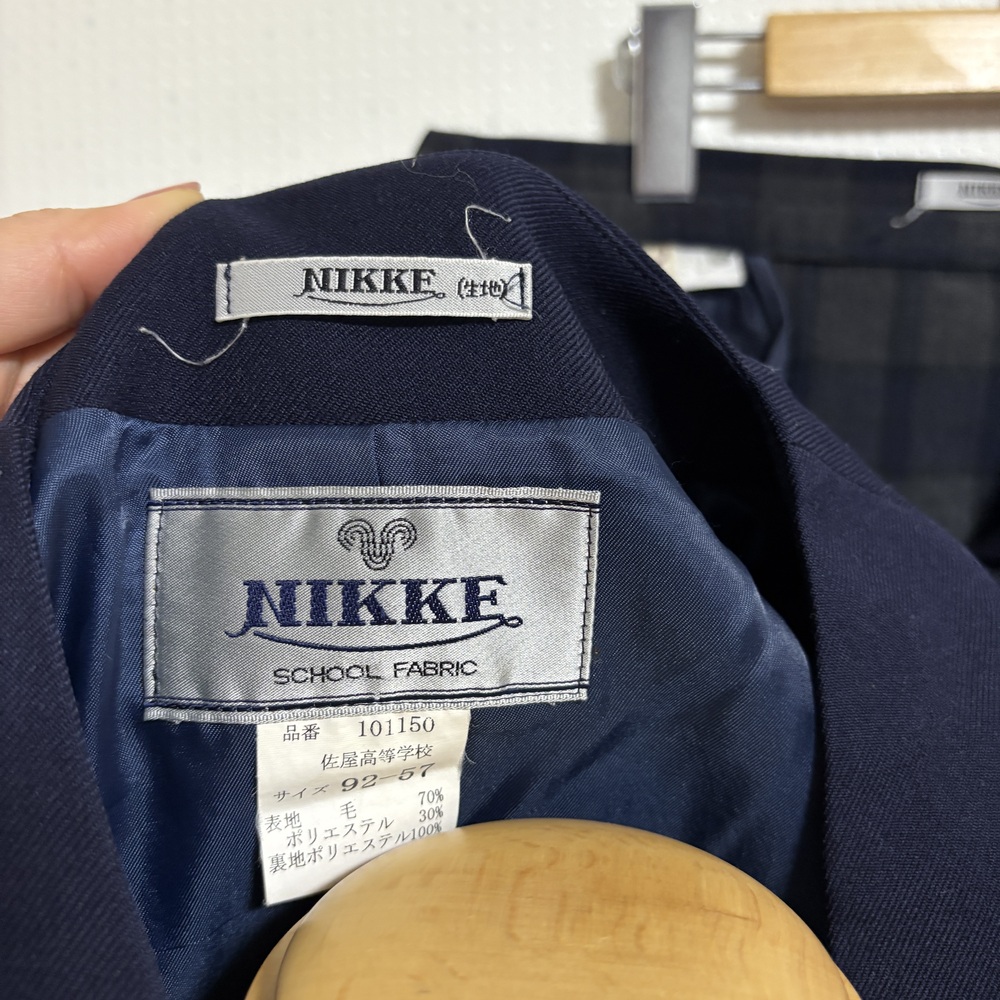 NIKKE (生地)
NIKKE
SCHOOL FABRIC
品番 101150
佐屋高等学校
サイズ 92-57
表地 毛 70%
ポリエステル 30%
裏地ポリエステル100%
NIKKE